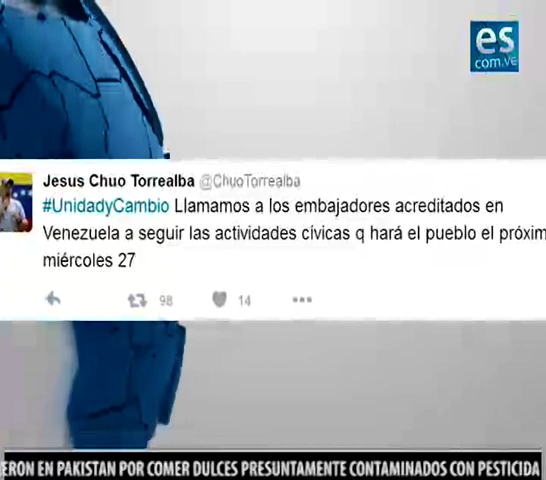 es
com.ve
Jesus Chuo Torrealba @ChuoTorrealba
#UnidadyCambio Llamamos a los embajadores acreditados en
Venezuela a seguir las actividades cívicas q hará el pueblo el próxim
miércoles 27
98 14
ERON EN PAKISTAN POR COMER DULCES PRESUNTAMENTE CONTAMINADOS CON PESTICIDA